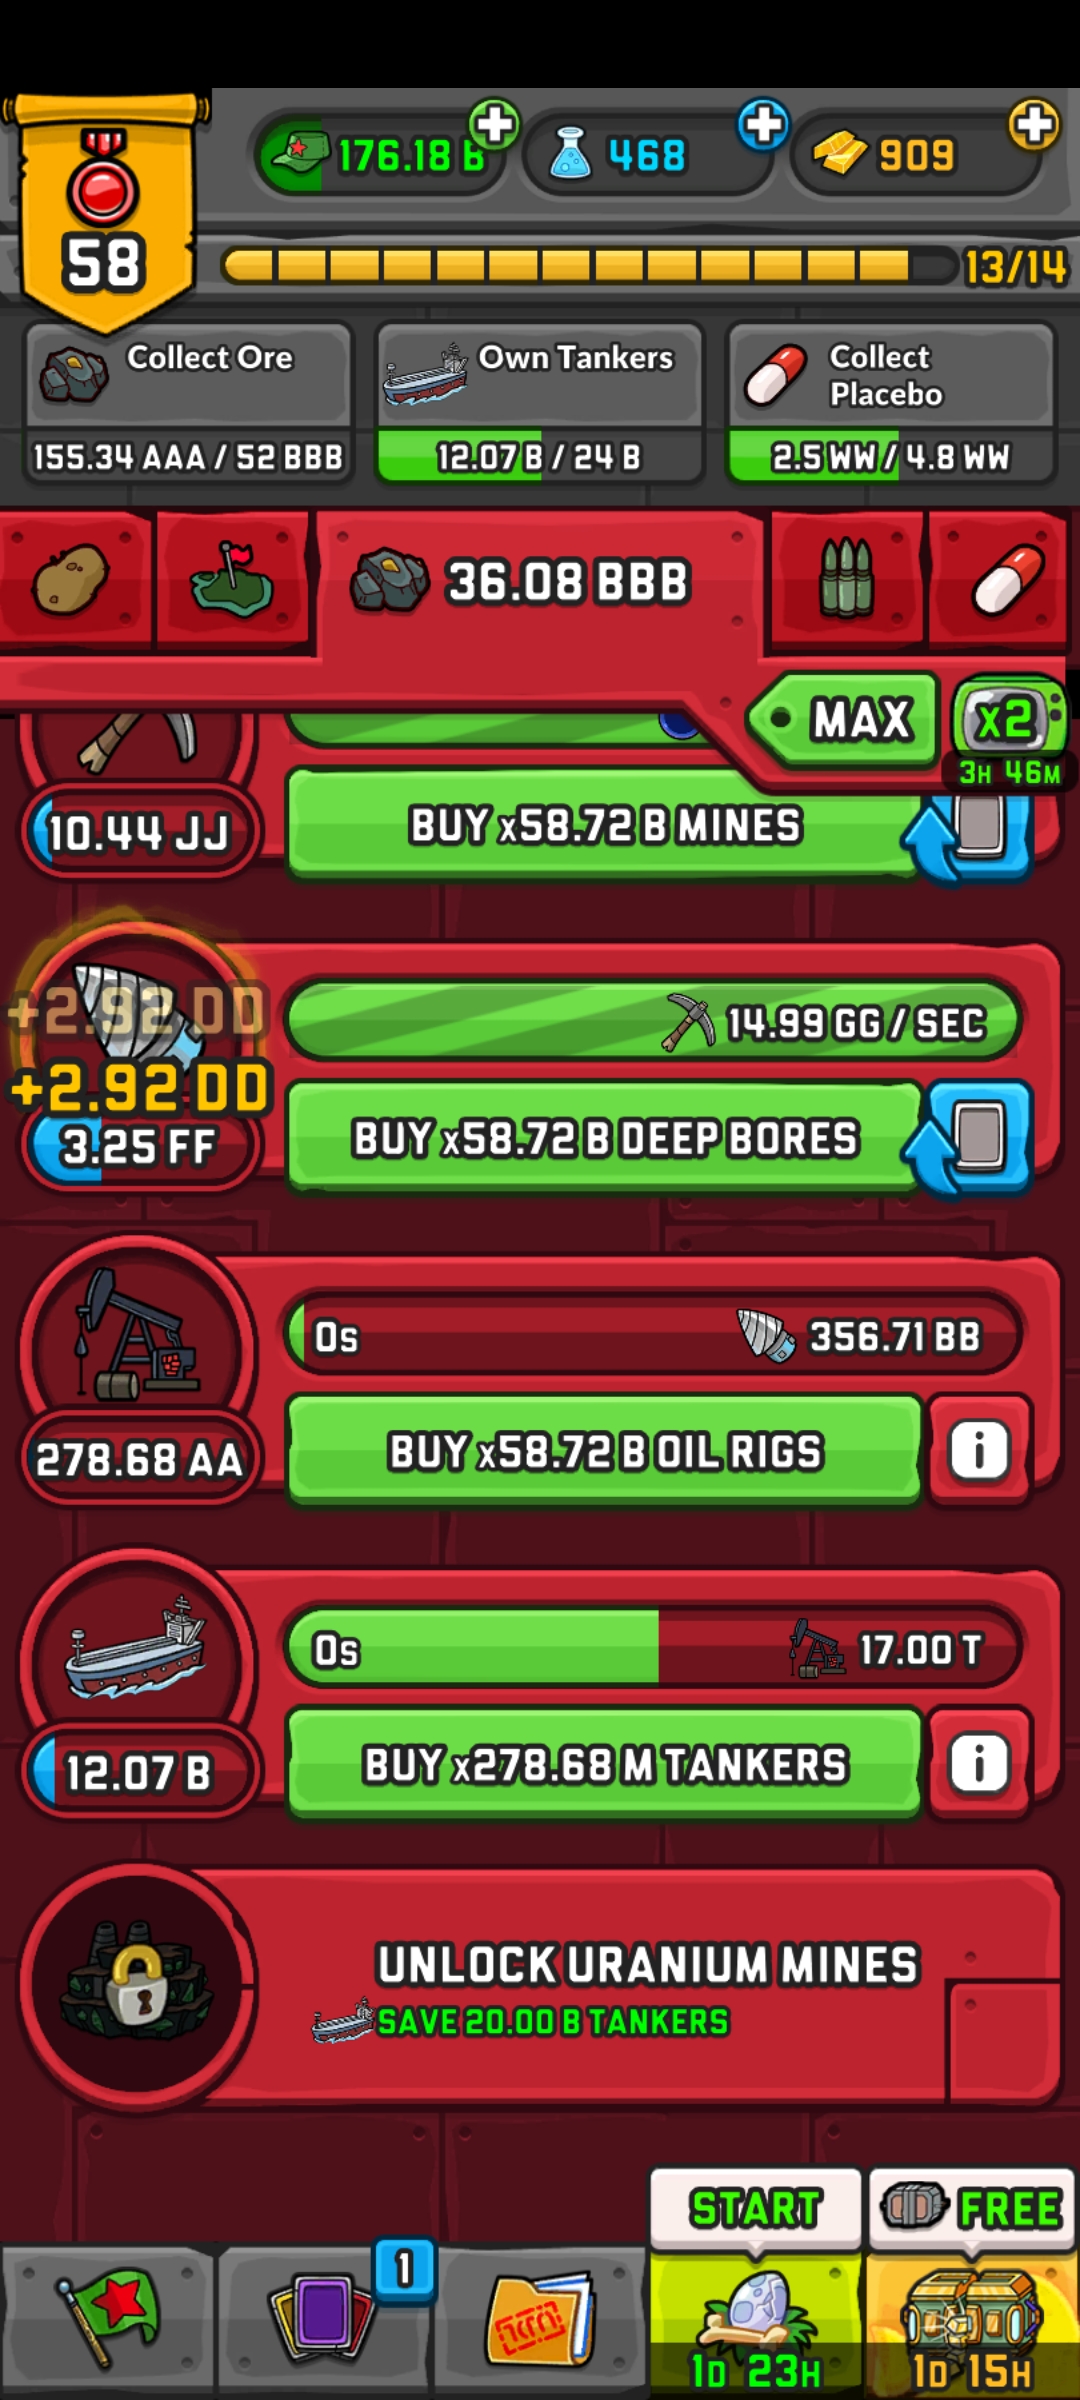 58
176.18 B
468
909
13/14
Collect Ore
155.34 AAA / 52 BBB
Own Tankers
12.07 B / 24 B
Collect
Placebo
2.5 WW / 4.8 WW
36.08 BBB
MAX
x2
3H 46M
10.44 JJ
BUY x58.72 B MINES
+2.92 DD
+2.92 DD
3.25 FF
14.99 GG / SEC
BUY x58.72 B DEEP BORES
0s
356.71 BB
278.68 AA
BUY x58.72 B OIL RIGS
i
0s
17.00 T
12.07 B
BUY x278.68 M TANKERS
i
UNLOCK URANIUM MINES
SAVE 20.00 B TANKERS
START
FREE
1
1D 23H
1D 15H